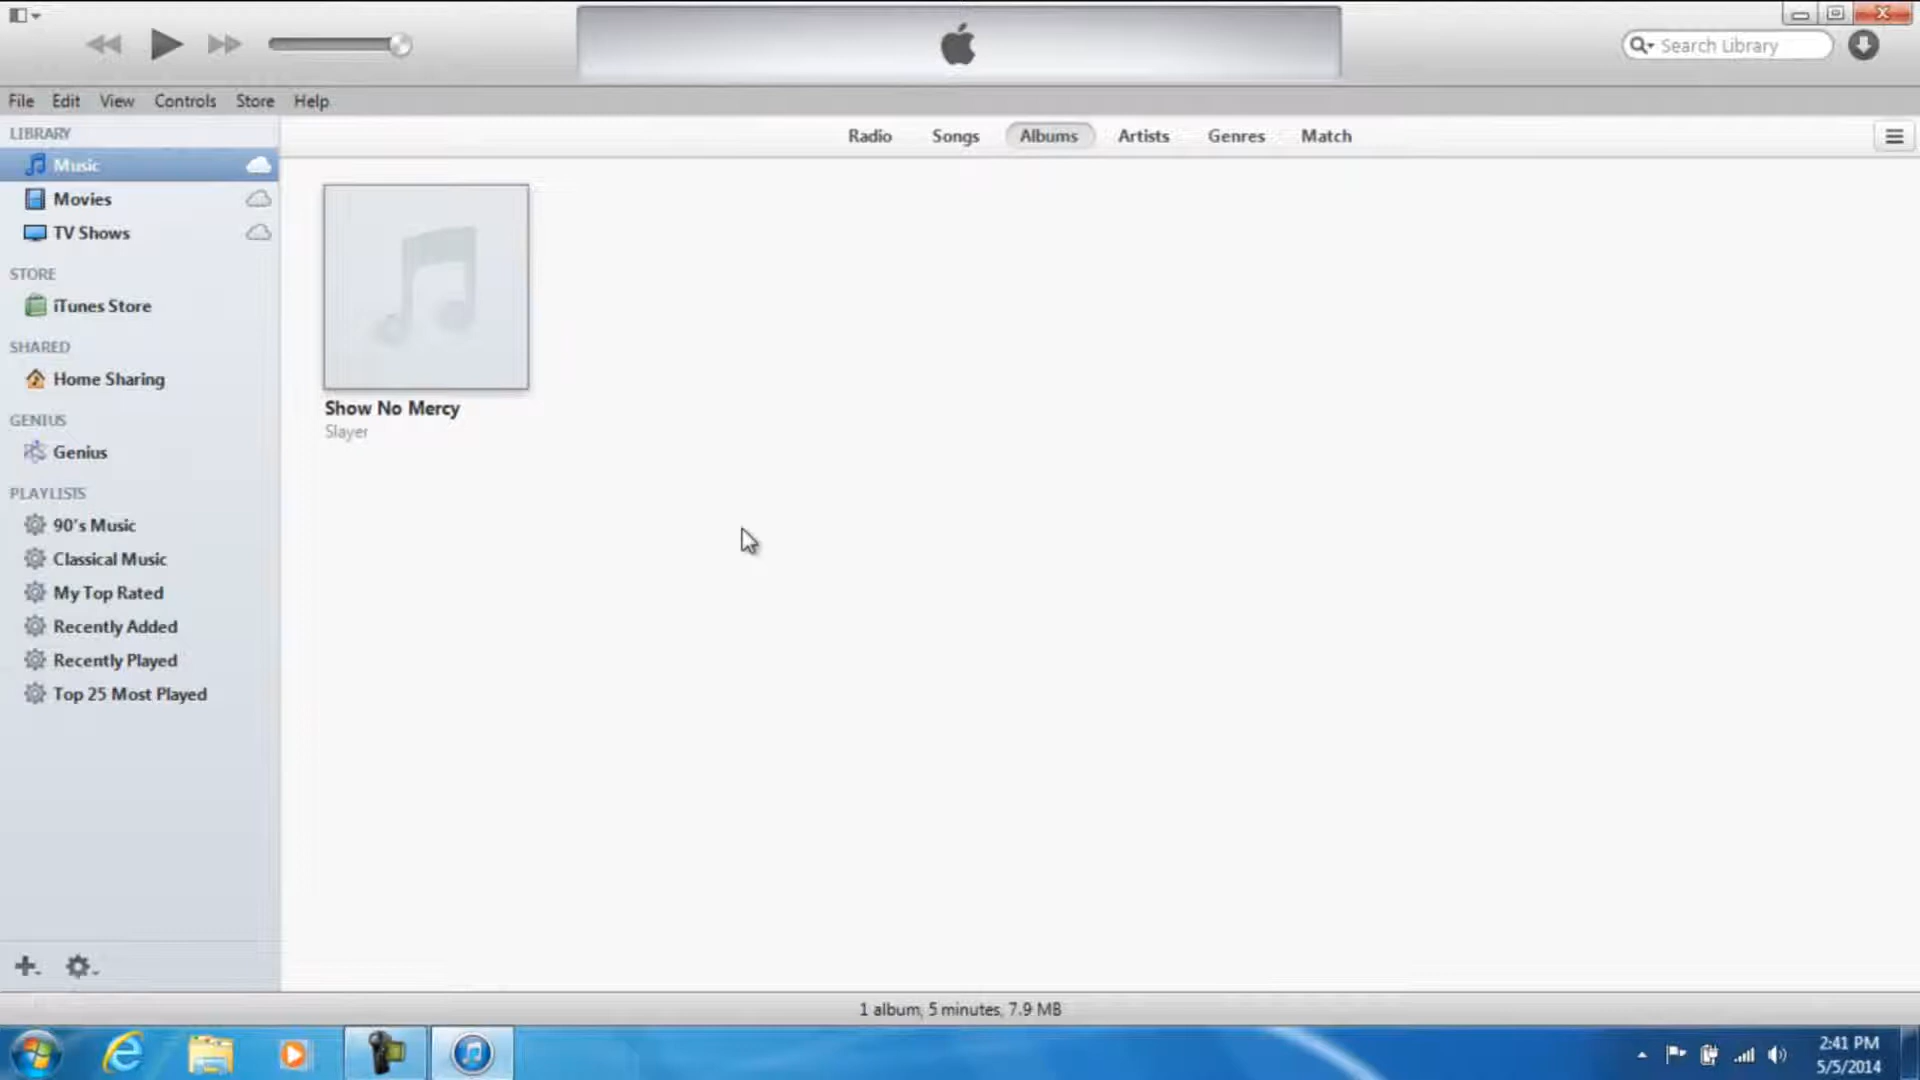 Search Library
File Edit View Controls Store Help
LIBRARY
Radio Songs Albums Artists Genres Match
Music
Movies
TV Shows
STORE
iTunes Store
SHARED
Home Sharing
GENIUS
Genius
PLAYLISTS
90's Music
Classical Music
My Top Rated
Recently Added
Recently Played
Top 25 Most Played
Show No Mercy
Slayer
1 album, 5 minutes, 7.9 MB
2:41 PM
5/5/2014